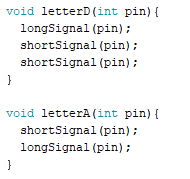 void letterD(int pin){
  longSignal(pin);
  shortSignal(pin);
  shortSignal(pin);
}

void letterA(int pin){
  shortSignal(pin);
  longSignal(pin);
}